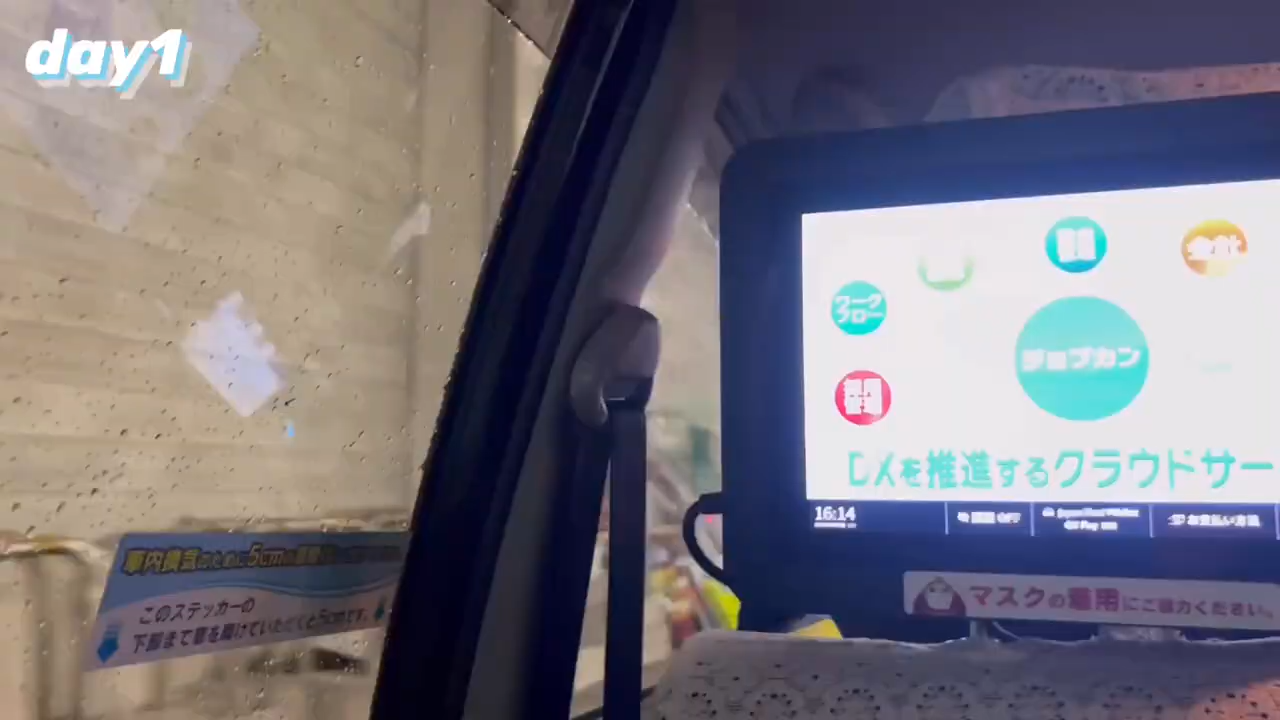 day1
会計
ワーク
フロー
ジョブカン
DXを推進するクラウドサー
16:14
車内換気のために5cm
このステッカーの
下部まで窓を開けていただくと5cmです。
マスクの着用にご協力ください。